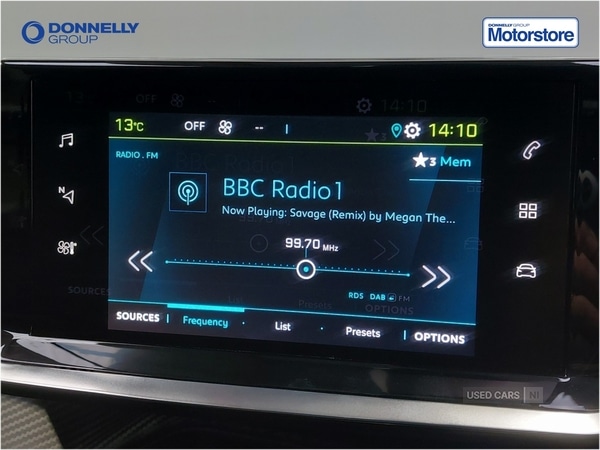 DONNELLY
GROUP
DONNELLY GROUP
Motorstore
13°C OFF -- 14:10
RADIO . FM
3 Mem
BBC Radio 1
Now Playing: Savage (Remix) by Megan The...
99.70 MHz
N
RDS DAB FM
SOURCES Frequency List Presets OPTIONS
USED CARS NI